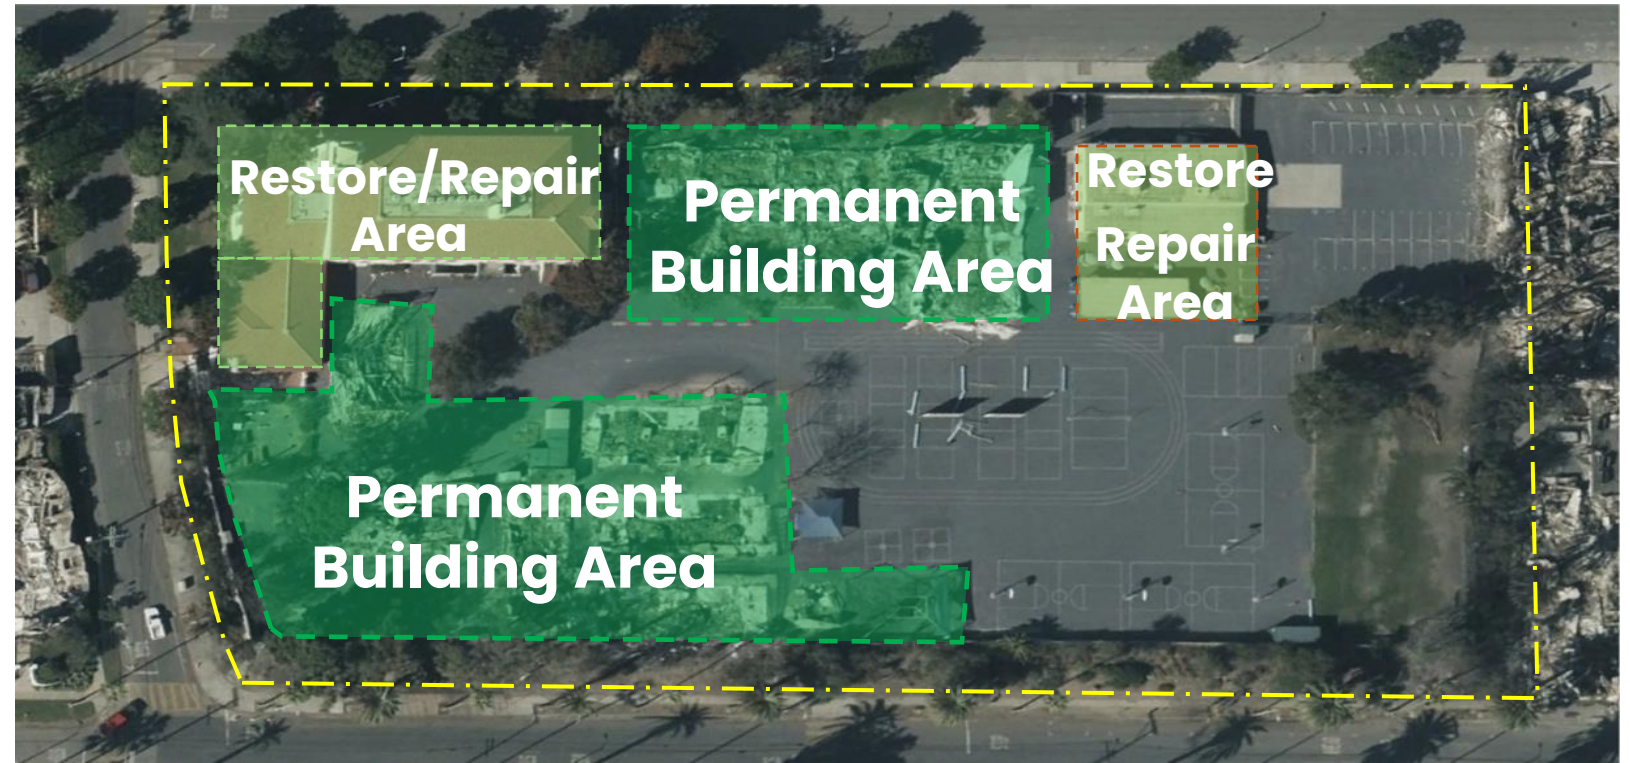 Restore/Repair
Area
Permanent
Building Area
Restore
Repair
Area
Permanent
Building Area